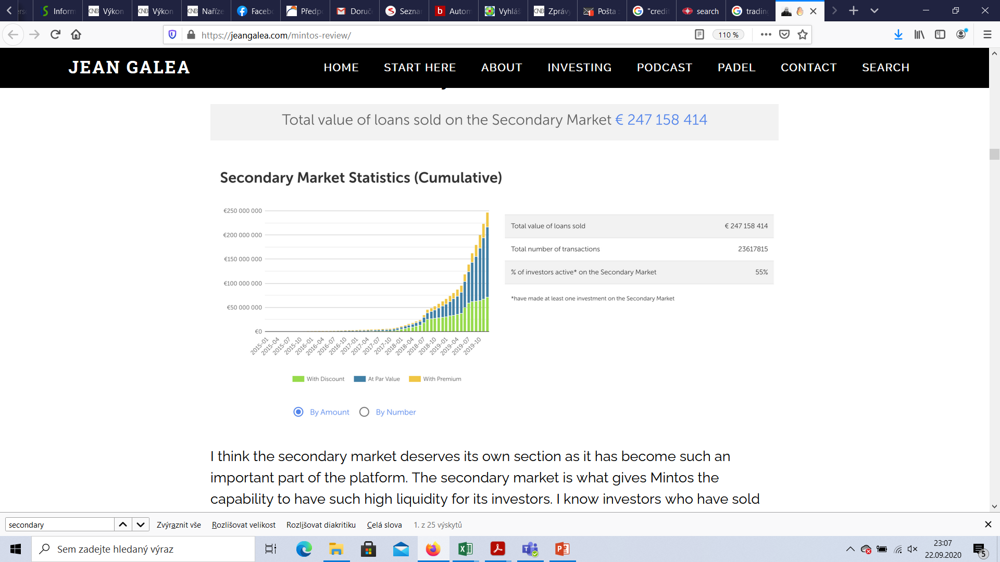 Inform
Výkon
Výkon
Naříze
Facebo
Předpo
Doruč
Seznar
Autom
Vyhláš
Zprávy
Pošta :
"credit
search
trading
https://jeangalea.com/mintos-review/
110 %
JEAN GALEA HOME START HERE ABOUT INVESTING PODCAST PADEL CONTACT SEARCH
Total value of loans sold on the Secondary Market € 247 158 414
Secondary Market Statistics (Cumulative)
€250 000 000
€200 000 000
€150 000 000
€100 000 000
€50 000 000
€0
2015-01 2015-04 2015-07 2015-10 2016-01 2016-04 2016-07 2016-10 2017-01 2017-04 2017-07 2017-10 2018-01 2018-04 2018-07 2018-10 2019-01 2019-04 2019-07 2019-10
With Discount At Par Value With Premium
By Amount By Number
Total value of loans sold € 247 158 414
Total number of transactions 23617815
% of investors active* on the Secondary Market 55%
*have made at least one investment on the Secondary Market
I think the secondary market deserves its own section as it has become such an
important part of the platform. The secondary market is what gives Mintos the
capability to have such high liquidity for its investors. I know investors who have sold
secondary Zvýraznit vše Rozlišovat velikost Rozlišovat diakritiku Celá slova 1. z 25 výskytů
Sem zadejte hledaný výraz
23:07
22.09.2020
5